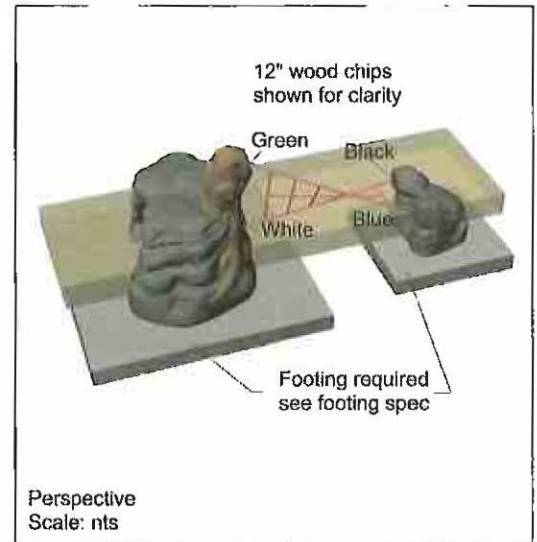 12" wood chips
shown for clarity
Green
Black
White
Blue
Footing required
see footing spec
Perspective
Scale: nts